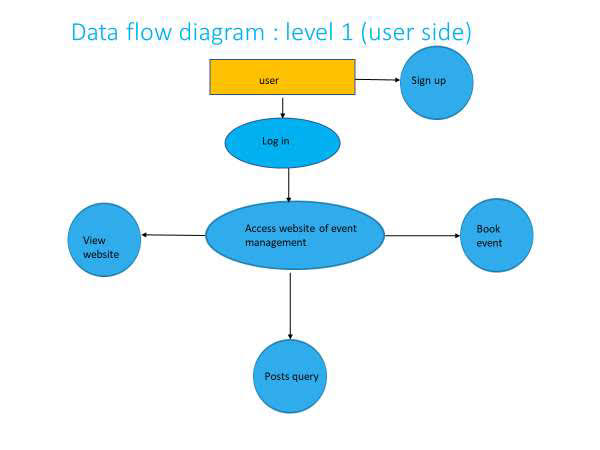 Data flow diagram : level 1 (user side)
user
Sign up
Log in
Access website of event
management
View
website
Book
event
Posts query